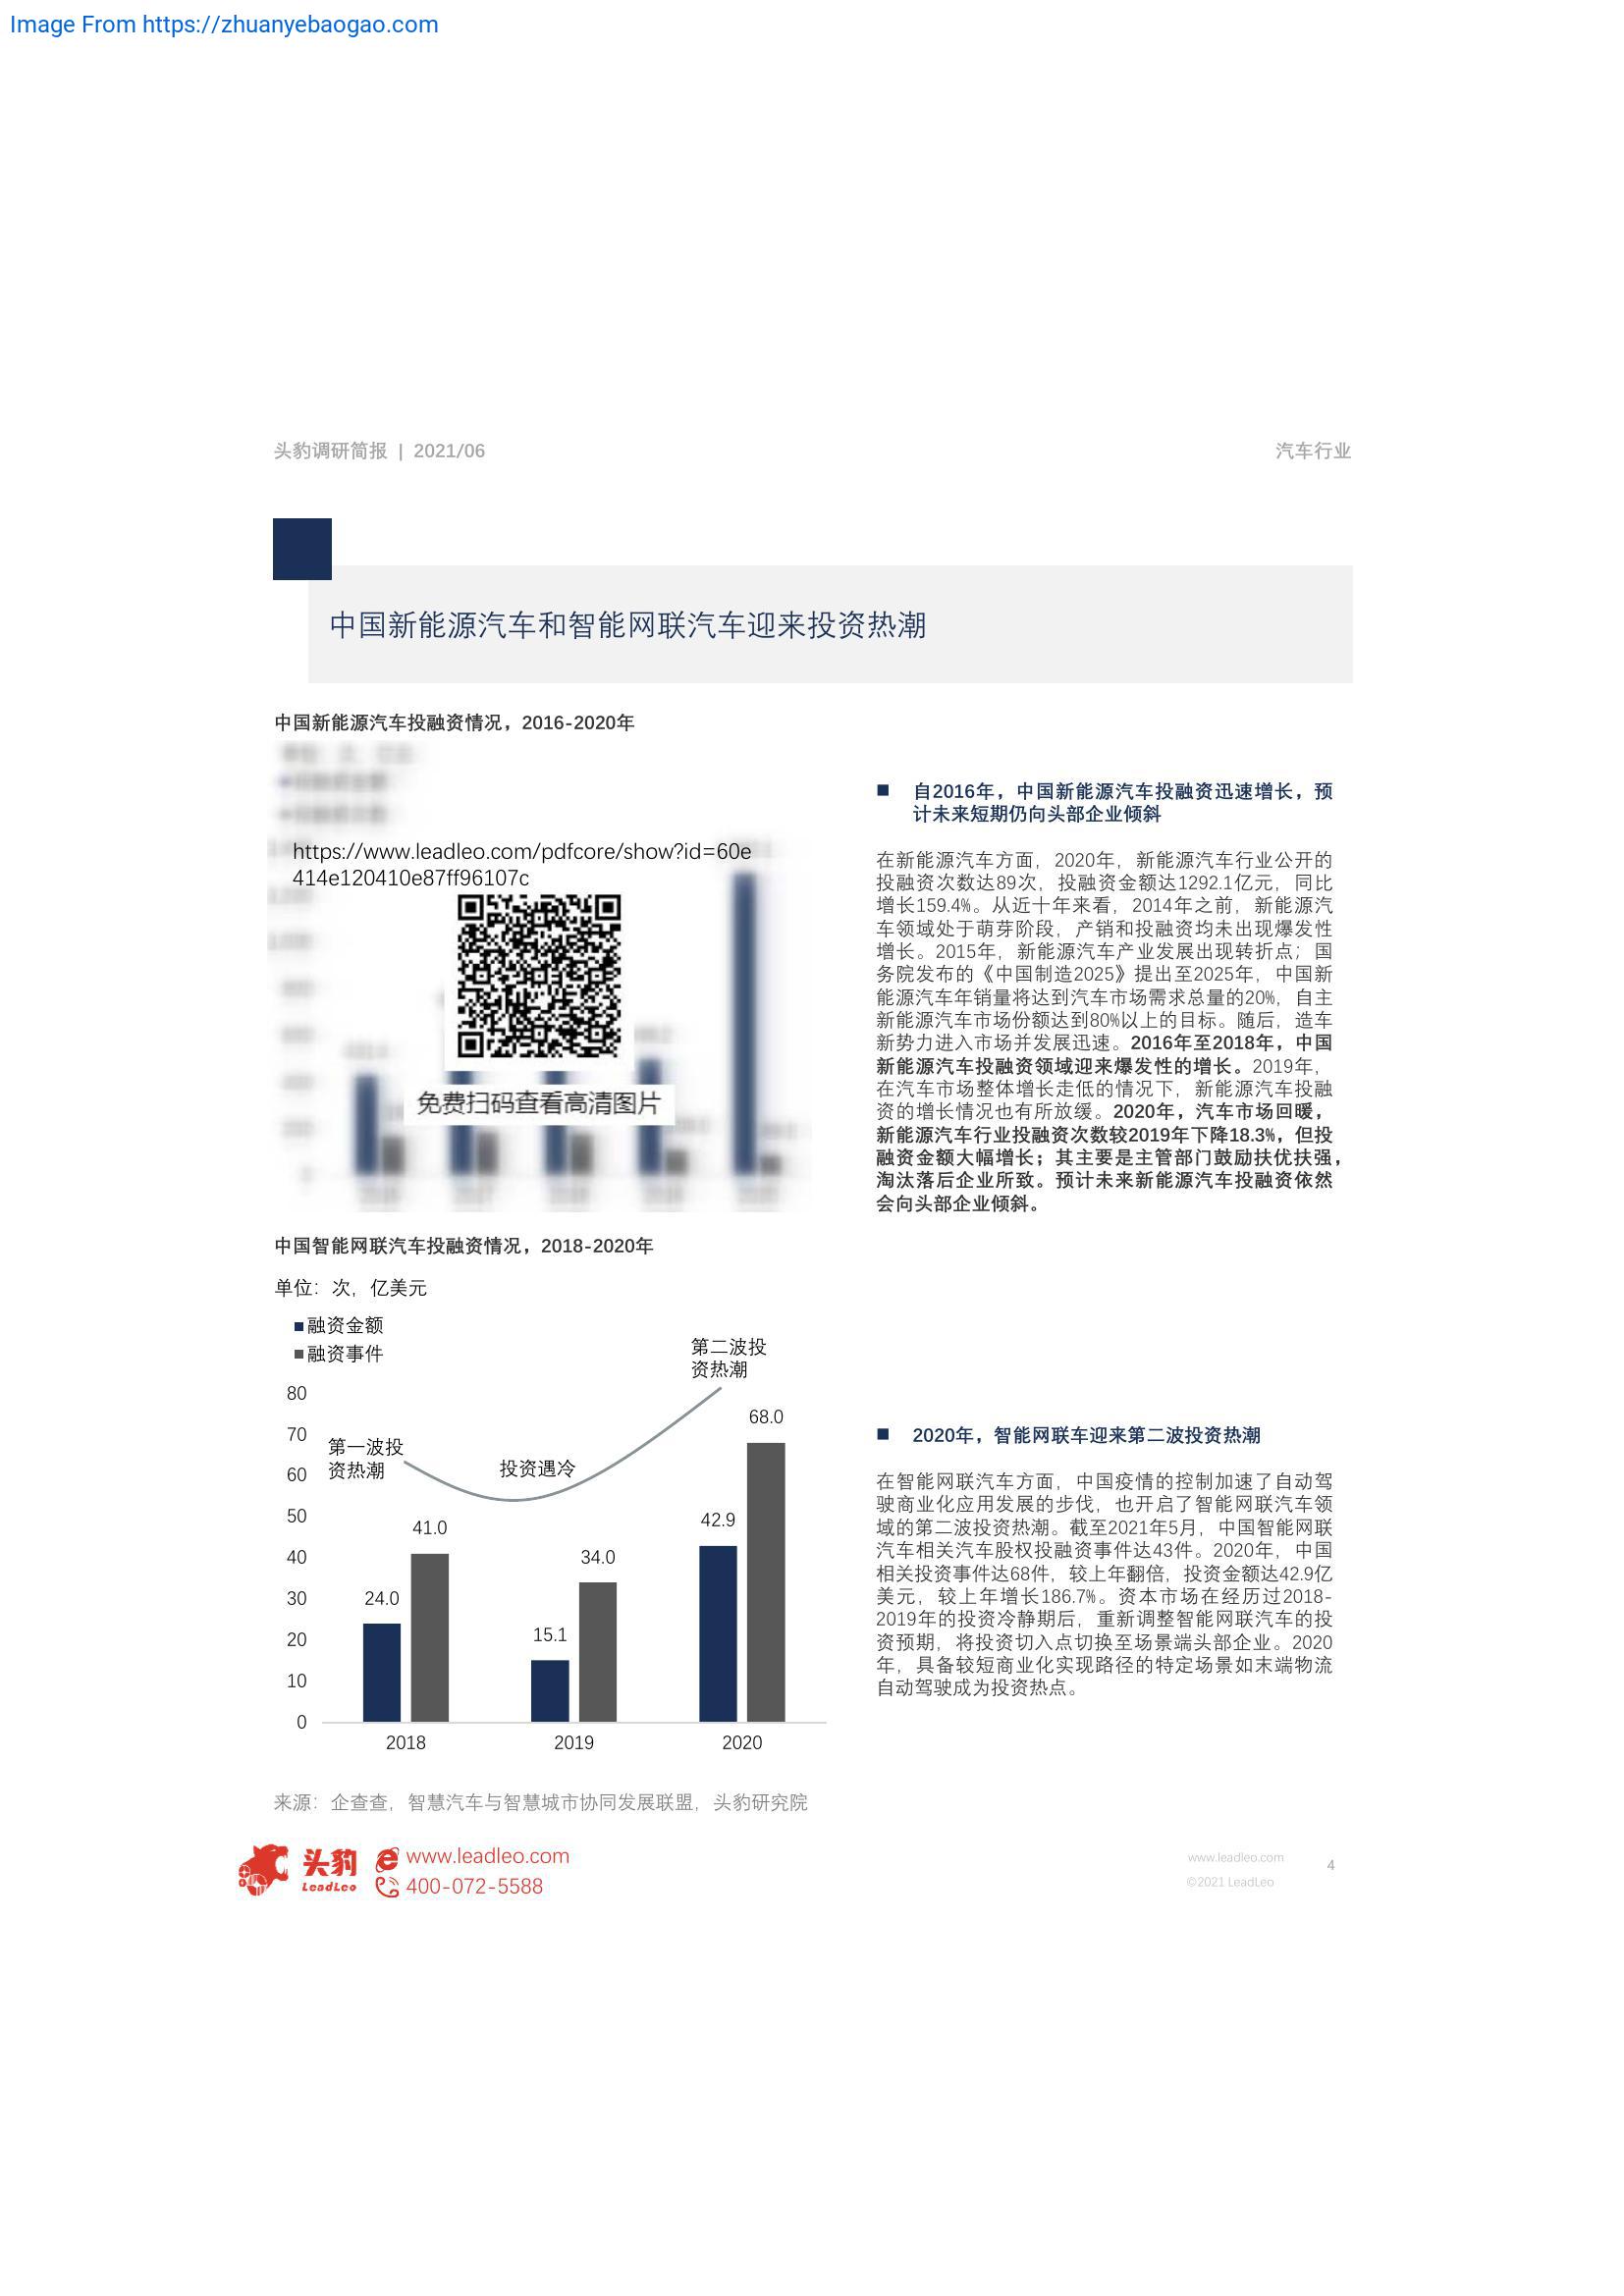 Image From https://zhuanyebaogao.com
头豹调研简报 | 2021/06
汽车行业
中国新能源汽车和智能网联汽车迎来投资热潮
中国新能源汽车投融资情况，2016-2020年
https://www.leadleo.com/pdfcore/show?id=60e
414e120410e87ff96107c
免费扫码查看高清图片
■ 自2016年，中国新能源汽车投融资迅速增长，预
计未来短期仍向头部企业倾斜
在新能源汽车方面，2020年，新能源汽车行业公开的
投融资次数达89次，投融资金额达1292.1亿元，同比
增长159.4%。从近十年来看，2014年之前，新能源汽
车领域处于萌芽阶段，产销和投融资均未出现爆发性
增长。2015年，新能源汽车产业发展出现转折点；国
务院发布的《中国制造2025》提出至2025年，中国新
能源汽车年销量将达到汽车市场需求总量的20%，自主
新能源汽车市场份额达到80%以上的目标。随后，造车
新势力进入市场并发展迅速。2016年至2018年，中国
新能源汽车投融资领域迎来爆发性的增长。2019年，
在汽车市场整体增长走低的情况下，新能源汽车投融
资的增长情况也有所放缓。2020年，汽车市场回暖，
新能源汽车行业投融资次数较2019年下降18.3%，但投
融资金额大幅增长；其主要是主管部门鼓励扶优扶强，
淘汰落后企业所致。预计未来新能源汽车投融资依然
会向头部企业倾斜。
中国智能网联汽车投融资情况，2018-2020年
单位：次，亿美元
融资金额
融资事件
第一波投
资热潮
投资遇冷
第二波投
资热潮
80
70
60
50
40
30
20
10
0
24.0
41.0
15.1
34.0
42.9
68.0
2018
2019
2020
■ 2020年，智能网联车迎来第二波投资热潮
在智能网联汽车方面，中国疫情的控制加速了自动驾
驶商业化应用发展的步伐，也开启了智能网联汽车领
域的第二波投资热潮。截至2021年5月，中国智能网联
汽车相关汽车股权投融资事件达43件。2020年，中国
相关投资事件达68件，较上年翻倍，投资金额达42.9亿
美元，较上年增长186.7%。资本市场在经历过2018-
2019年的投资冷静期后，重新调整智能网联汽车的投
资预期，将投资切入点切换至场景端头部企业。2020
年，具备较短商业化实现路径的特定场景如末端物流
自动驾驶成为投资热点。
来源：企查查，智慧汽车与智慧城市协同发展联盟，头豹研究院
头豹
LeadLeo
www.leadleo.com
400-072-5588
www.leadleo.com
©2021 LeadLeo
4